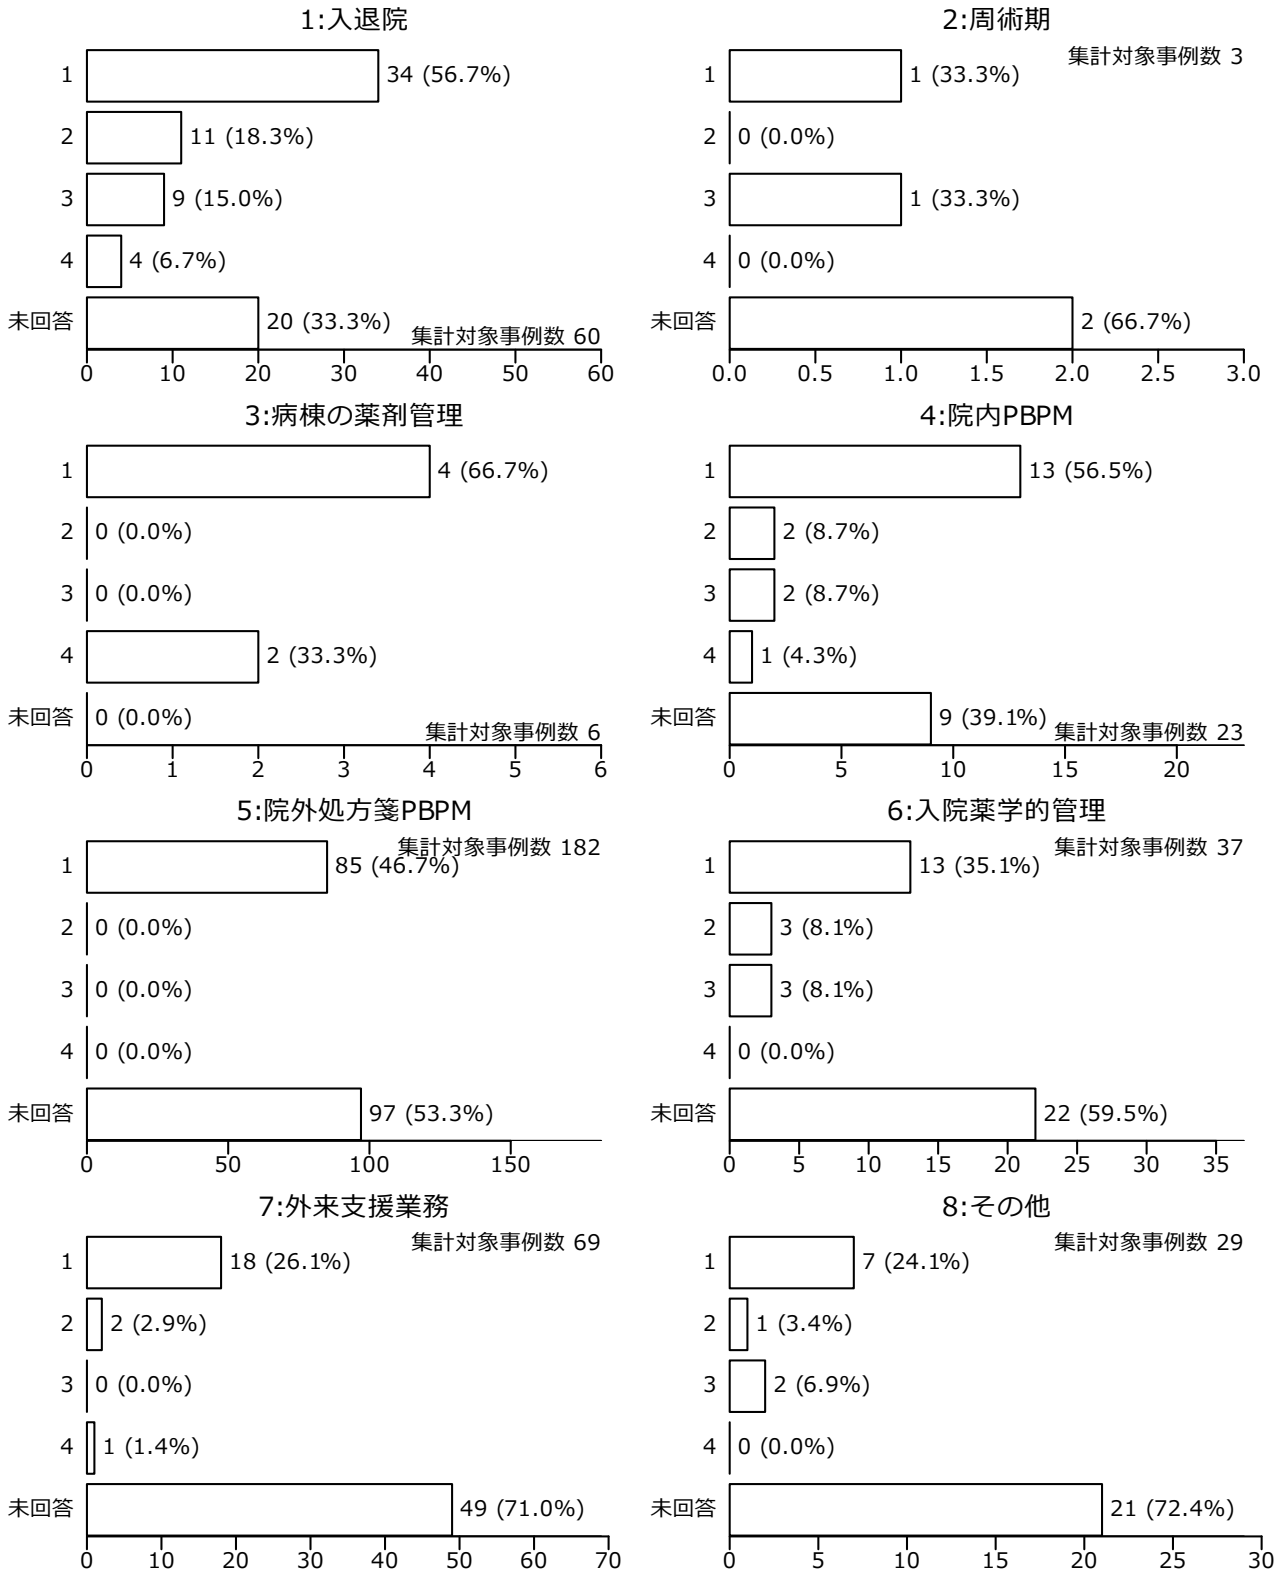 1:入退院
1 34 (56.7%)
2 11 (18.3%)
3 9 (15.0%)
4 4 (6.7%)
未回答 20 (33.3%)
集計対象事例数 60
0 10 20 30 40 50 60
2:周術期
集計対象事例数 3
1 1 (33.3%)
2 0 (0.0%)
3 1 (33.3%)
4 0 (0.0%)
未回答 2 (66.7%)
0.0 0.5 1.0 1.5 2.0 2.5 3.0
3:病棟の薬剤管理
1 4 (66.7%)
2 0 (0.0%)
3 0 (0.0%)
4 2 (33.3%)
未回答 0 (0.0%)
集計対象事例数 6
0 1 2 3 4 5 6
4:院内PBPM
1 13 (56.5%)
2 2 (8.7%)
3 2 (8.7%)
4 1 (4.3%)
未回答 9 (39.1%)
集計対象事例数 23
0 5 10 15 20
5:院外処方箋PBPM
集計対象事例数 182
1 85 (46.7%)
2 0 (0.0%)
3 0 (0.0%)
4 0 (0.0%)
未回答 97 (53.3%)
0 50 100 150
6:入院薬学的管理
集計対象事例数 37
1 13 (35.1%)
2 3 (8.1%)
3 3 (8.1%)
4 0 (0.0%)
未回答 22 (59.5%)
0 5 10 15 20 25 30 35
7:外来支援業務
集計対象事例数 69
1 18 (26.1%)
2 2 (2.9%)
3 0 (0.0%)
4 1 (1.4%)
未回答 49 (71.0%)
0 10 20 30 40 50 60 70
8:その他
集計対象事例数 29
1 7 (24.1%)
2 1 (3.4%)
3 2 (6.9%)
4 0 (0.0%)
未回答 21 (72.4%)
0 5 10 15 20 25 30